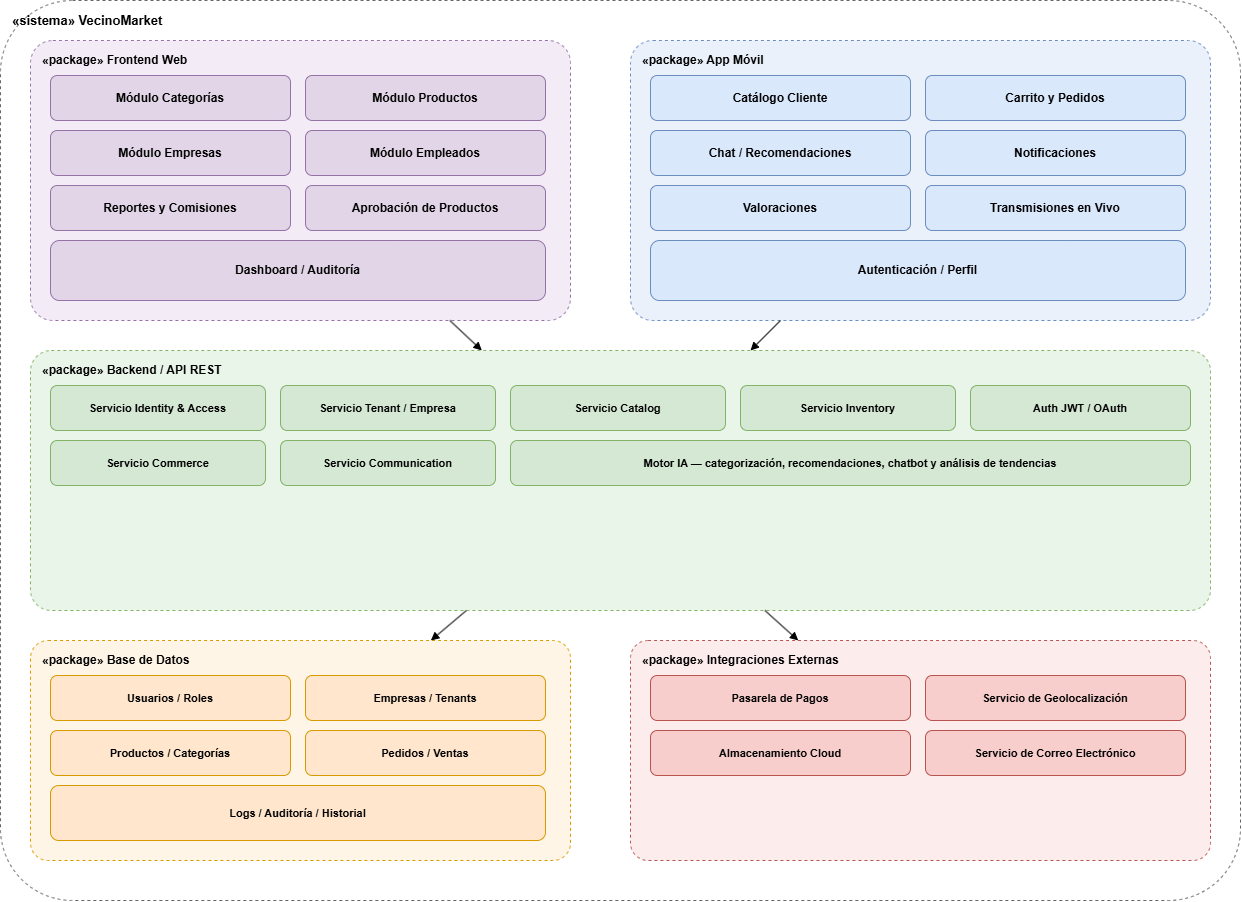 «sistema» VecinoMarket
«package» Frontend Web
Módulo Categorías
Módulo Productos
Módulo Empresas
Módulo Empleados
Reportes y Comisiones
Aprobación de Productos
Dashboard / Auditoría
«package» App Móvil
Catálogo Cliente
Carrito y Pedidos
Chat / Recomendaciones
Notificaciones
Valoraciones
Transmisiones en Vivo
Autenticación / Perfil
«package» Backend / API REST
Servicio Identity & Access
Servicio Tenant / Empresa
Servicio Catalog
Servicio Inventory
Auth JWT / OAuth
Servicio Commerce
Servicio Communication
Motor IA — categorización, recomendaciones, chatbot y análisis de tendencias
«package» Base de Datos
Usuarios / Roles
Empresas / Tenants
Productos / Categorías
Pedidos / Ventas
Logs / Auditoría / Historial
«package» Integraciones Externas
Pasarela de Pagos
Servicio de Geolocalización
Almacenamiento Cloud
Servicio de Correo Electrónico